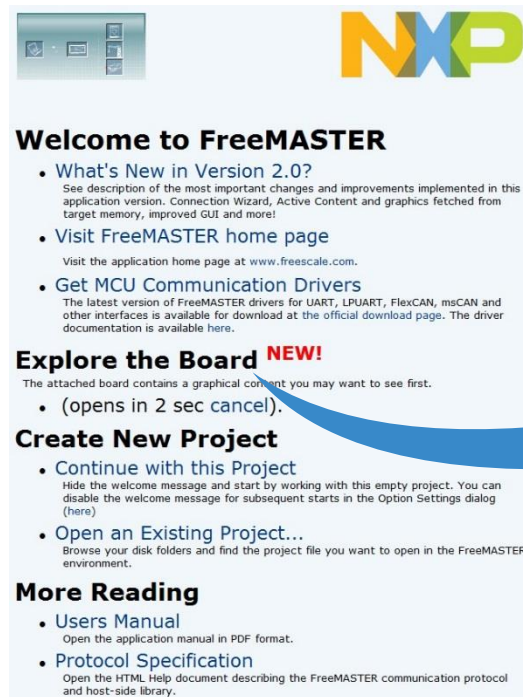 NXP
Welcome to FreeMASTER
• What's New in Version 2.0?
See description of the most important changes and improvements implemented in this
application version. Connection Wizard, Active Content and graphics fetched from
target memory, improved GUI and more!
• Visit FreeMASTER home page
Visit the application home page at www.freescale.com.
• Get MCU Communication Drivers
The latest version of FreeMASTER drivers for UART, LPUART, FlexCAN, msCAN and
other interfaces is available for download at the official download page. The driver
documentation is available here.
Explore the Board NEW!
The attached board contains a graphical content you may want to see first.
• (opens in 2 sec cancel).
Create New Project
• Continue with this Project
Hide the welcome message and start by working with this empty project. You can
disable the welcome message for subsequent starts in the Option Settings dialog
(here)
• Open an Existing Project...
Browse your disk folders and find the project file you want to open in the FreeMASTER
environment.
More Reading
• Users Manual
Open the application manual in PDF format.
• Protocol Specification
Open the HTML Help document describing the FreeMASTER communication protocol
and host-side library.